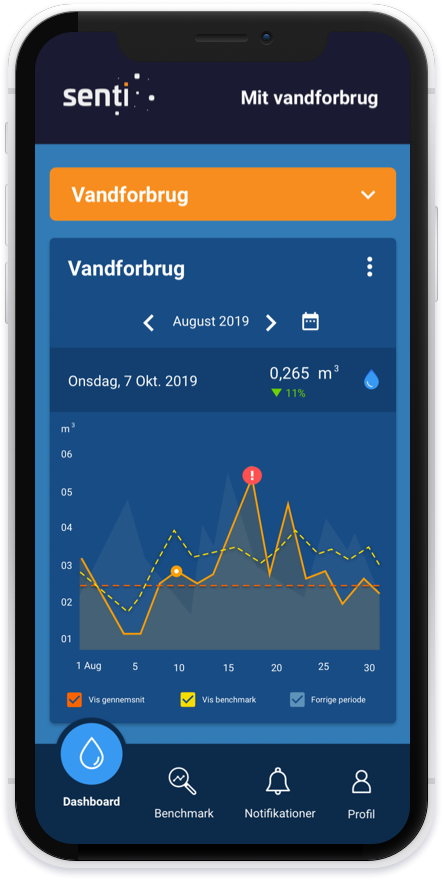 senti
Mit vandforbrug
Vandforbrug
Vandforbrug
August 2019
Onsdag, 7 Okt. 2019
0,265 m³
11%
m³
06
05
04
03
02
01
1 Aug 5 10 15 20 25 30
Vis gennemsnit Vis benchmark Forrige periode
Dashboard Benchmark Notifikationer Profil